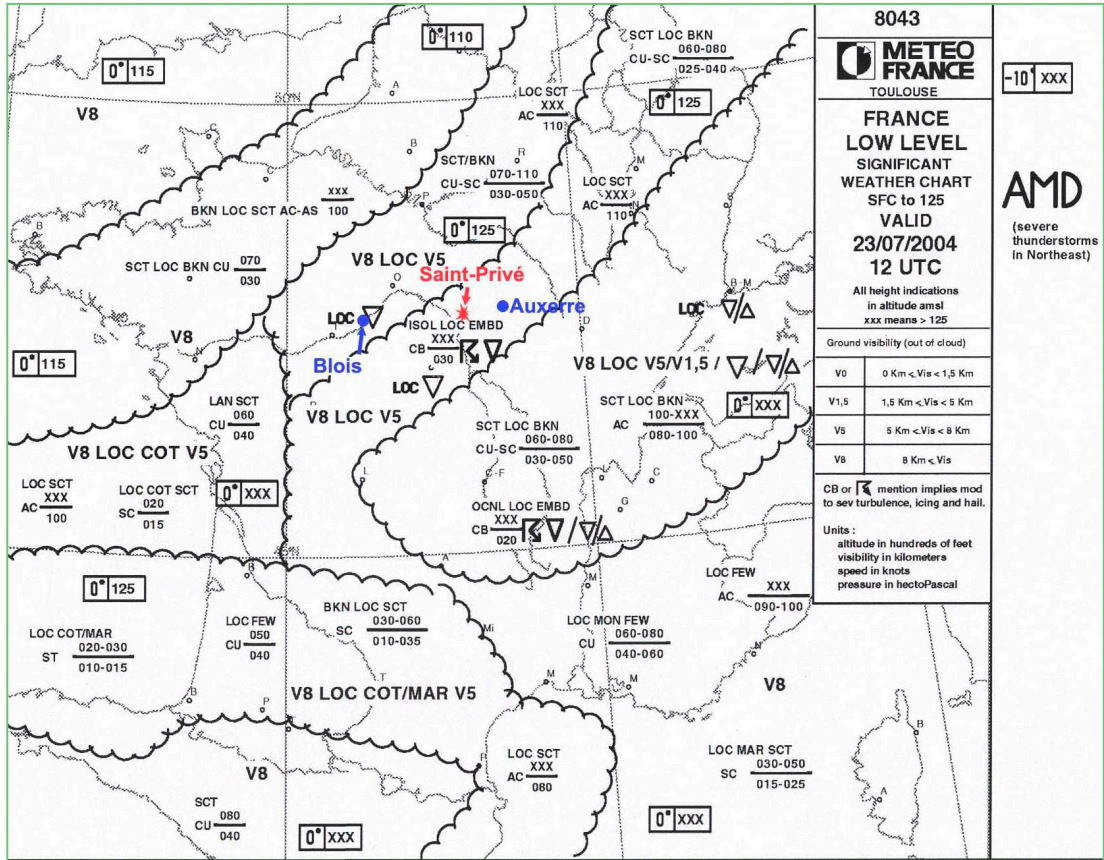 8043
METEO
FRANCE
TOULOUSE
FRANCE
LOW LEVEL
SIGNIFICANT
WEATHER CHART
SFC to 125
VALID
23/07/2004
12 UTC
All height indications
in altitude amsl
xxx means > 125
Ground visibility (out of cloud)
V0 0 Km < Vis < 1,5 Km
V1,5 1,5 Km < Vis < 5 Km
V5 5 Km < Vis < 8 Km
V8 8 Km < Vis
CB or mention implies mod
to sev turbulence, icing and hail.
Units :
altitude in hundreds of feet
visibility in kilometers
speed in knots
pressure in hectoPascal
-10° XXX
AMD
(severe
thunderstorms
in Northeast)
0° 115
0° 110
V8
50N
SCT LOC BKN
060-080
CU-SC
025-040
0° 125
LOC SCT
XXX
AC
110
SCT/BKN
070-110
CU-SC
030-050
LOC SCT
XXX
AC
110
XXX
BKN LOC SCT AC-AS
100
0° 125
SCT LOC BKN CU
070
030
V8 LOC V5
Saint-Privé
Auxerre
LOC
Blois
ISOL LOC EMBD
XXX
CB
030
LOC
V8 LOC V5
LOC
V8 LOC V5/V1,5 /
V8
0° 115
LAN SCT
060
CU
040
V8 LOC COT V5
SCT LOC BKN
100-XXX
AC
080-100
0° XXX
SCT LOC BKN
060-080
CU-SC
030-050
LOC SCT
XXX
AC
100
LOC COT SCT
020
SC
015
0° XXX
OCNL LOC EMBD
XXX
CB
020
0° 125
LOC COT/MAR
020-030
ST
010-015
LOC FEW
050
CU
040
BKN LOC SCT
030-060
SC
010-035
LOC FEW
XXX
AC
090-100
LOC MON FEW
060-080
CU
040-060
V8 LOC COT/MAR V5
V8
LOC SCT
XXX
AC
080
LOC MAR SCT
030-050
SC
015-025
V8
SCT
080
CU
040
0° XXX
0° XXX